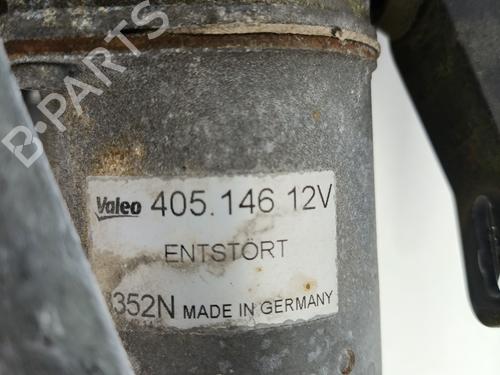 B-PARTS
Valeo 405.146 12V
ENTSTÖRT
352N MADE IN GERMANY